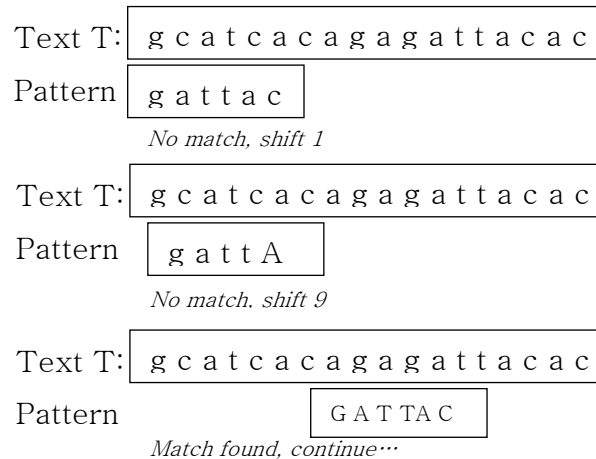 Text T: g c a t c a c a g a g a t t a c a c
Pattern g a t t a c
No match, shift 1
Text T: g c a t c a c a g a g a t t a c a c
Pattern g a t t A
No match, shift 9
Text T: g c a t c a c a g a g a t t a c a c
Pattern G A T TA C
Match found, continue…